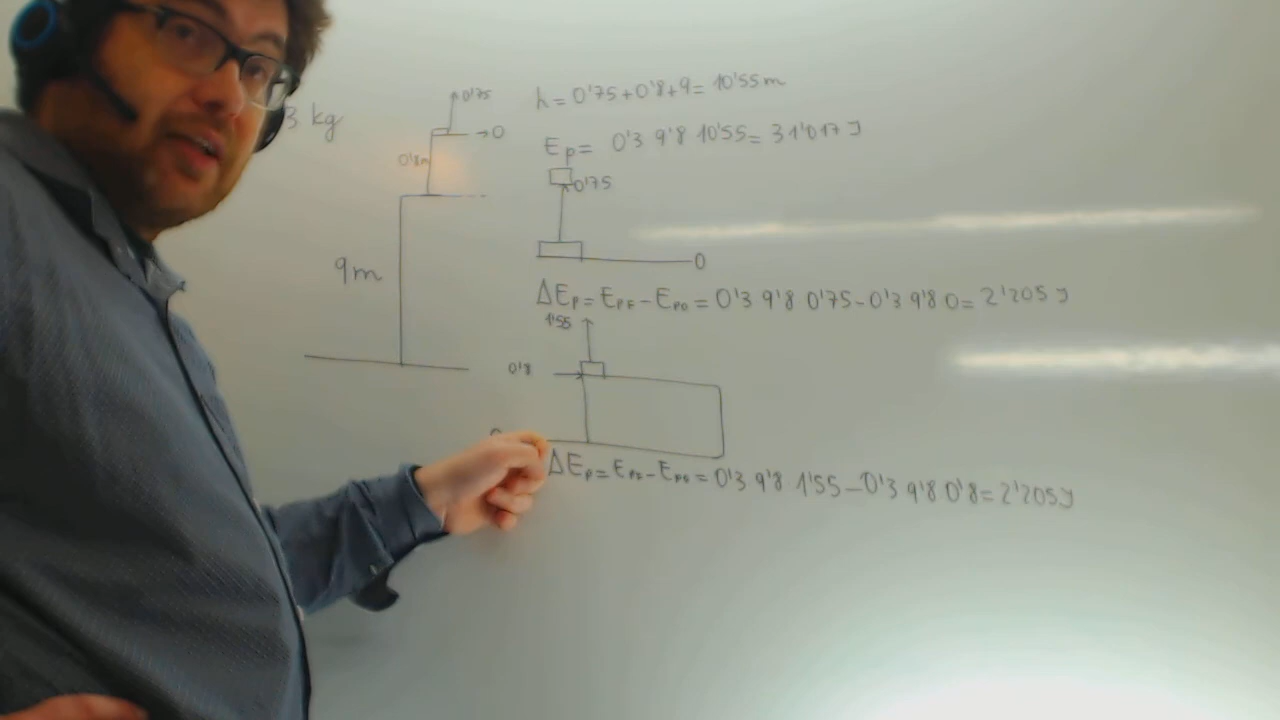 3 kg
0'75
h = 0'75+0'8+9= 10'55 m
→0
Ep= 0'3 9'8 10'55= 31'017 J
0'8m
0'75
9m
0
ΔEp= EPF-EPO= 0'3 9'8 0'75-0'3 9'8 0= 2'205 J
1'55
0'8
ΔEp= EPF-EPO= 0'3 9'8 1'55-0'3 9'8 0'8= 2'205 J